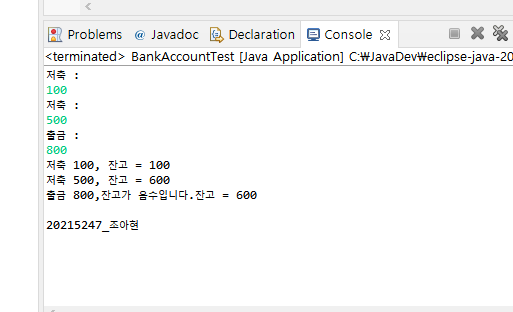 Problems @ Javadoc Declaration Console
<terminated> BankAccountTest [Java Application] C:₩JavaDev₩eclipse-java-20
저축 :
100
저축 :
500
출금 :
800
저축 100, 잔고 = 100
저축 500, 잔고 = 600
출금 800,잔고가 음수입니다.잔고 = 600
20215247_조아현